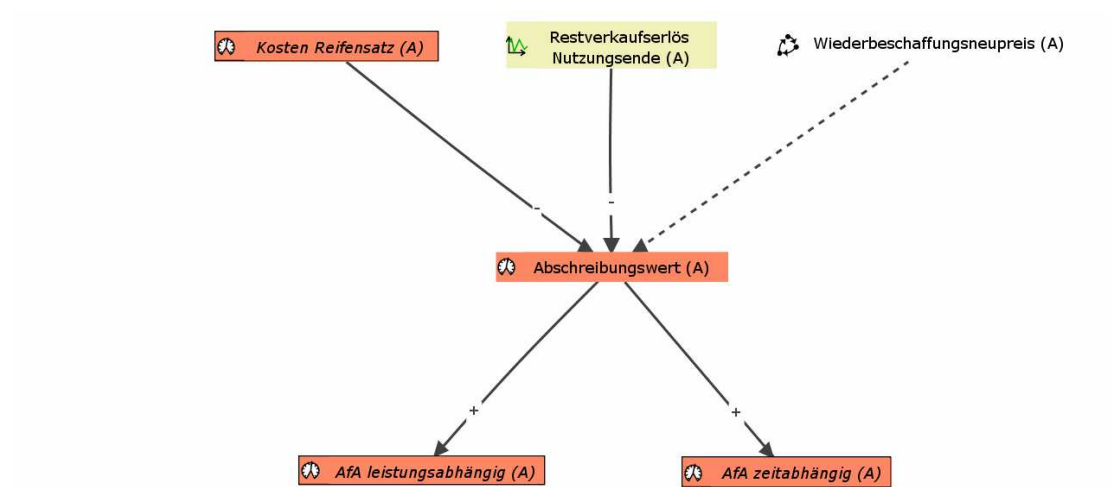 Kosten Reifensatz (A)
Restverkaufserlös
Nutzungsende (A)
Wiederbeschaffungsneupreis (A)
-
-
Abschreibungswert (A)
+
+
AfA leistungsabhängig (A)
AfA zeitabhängig (A)